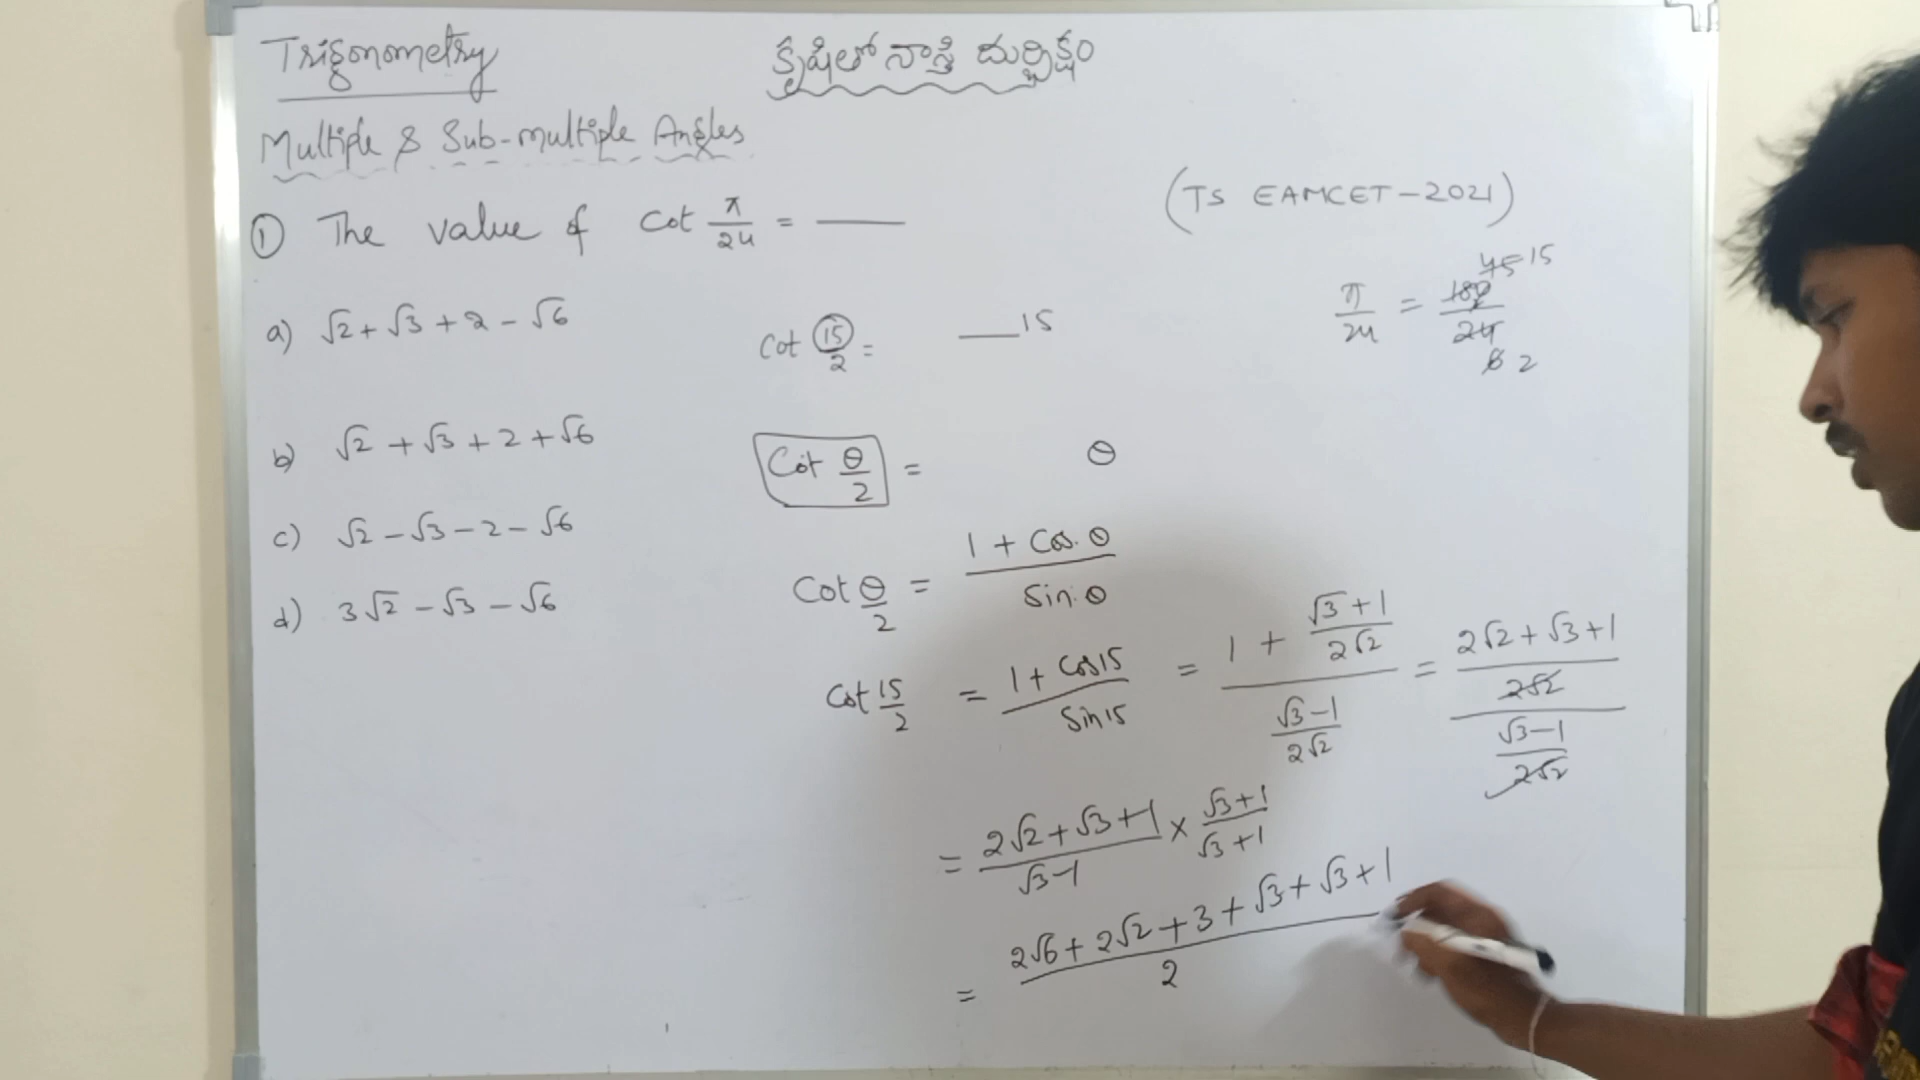 Trigonometry
కృషితో నాస్తి దుర్భిక్షం
Multiple & Sub-multiple Angles
(TS EAMCET-2021)
① The value of Cot π/24 = ___
π/24 = 180/24 45 15 6 2
a) √2 + √3 + 2 - √6
Cot 15/2 = ___15
b) √2 + √3 + 2 + √6
Cot θ/2 = θ
c) √2 - √3 - 2 - √6
d) 3√2 - √3 - √6
Cot θ/2 = (1 + Cos θ)/(Sin θ)
Cot 15/2 = (1 + Cos15)/(Sin15) = (1 + (√3+1)/(2√2))/((√3-1)/(2√2)) = ((2√2+√3+1)/(2√2))/((√3-1)/(2√2))
= (2√2+√3+1)/(√3-1) × (√3+1)/(√3+1)
= (2√6+2√2+3+√3+√3+1)/2